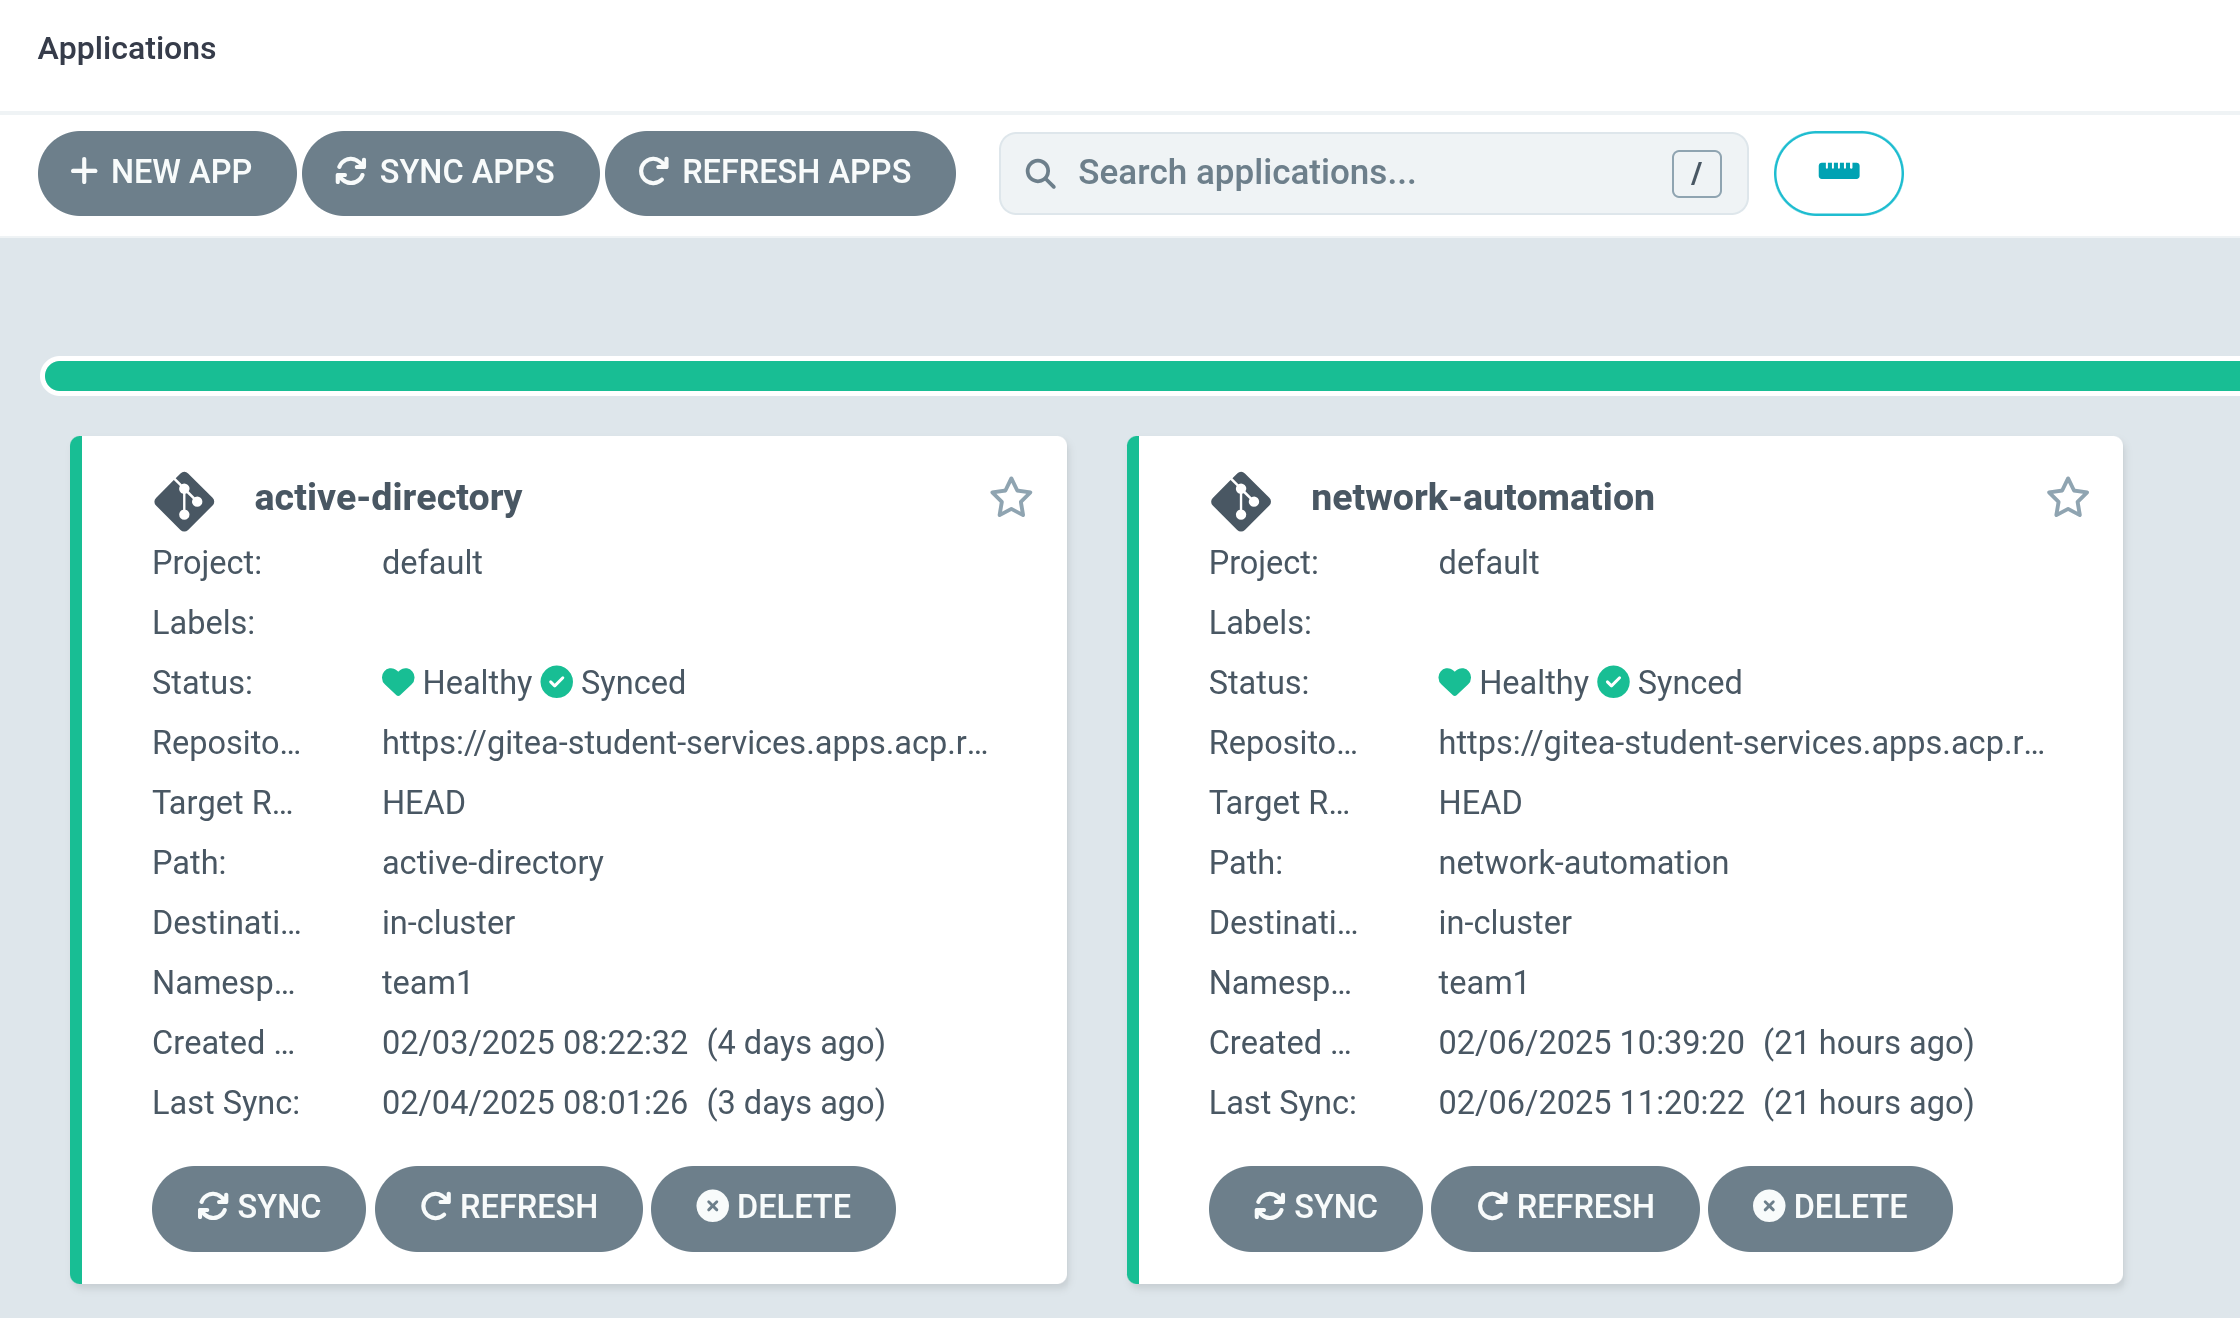 Applications
NEW APP SYNC APPS REFRESH APPS Search applications... /
active-directory
Project: default
Labels:
Status: Healthy Synced
Reposito... https://gitea-student-services.apps.acp.r...
Target R... HEAD
Path: active-directory
Destinati... in-cluster
Namesp... team1
Created ... 02/03/2025 08:22:32 (4 days ago)
Last Sync: 02/04/2025 08:01:26 (3 days ago)
SYNC REFRESH DELETE
network-automation
Project: default
Labels:
Status: Healthy Synced
Reposito... https://gitea-student-services.apps.acp.r...
Target R... HEAD
Path: network-automation
Destinati... in-cluster
Namesp... team1
Created ... 02/06/2025 10:39:20 (21 hours ago)
Last Sync: 02/06/2025 11:20:22 (21 hours ago)
SYNC REFRESH DELETE